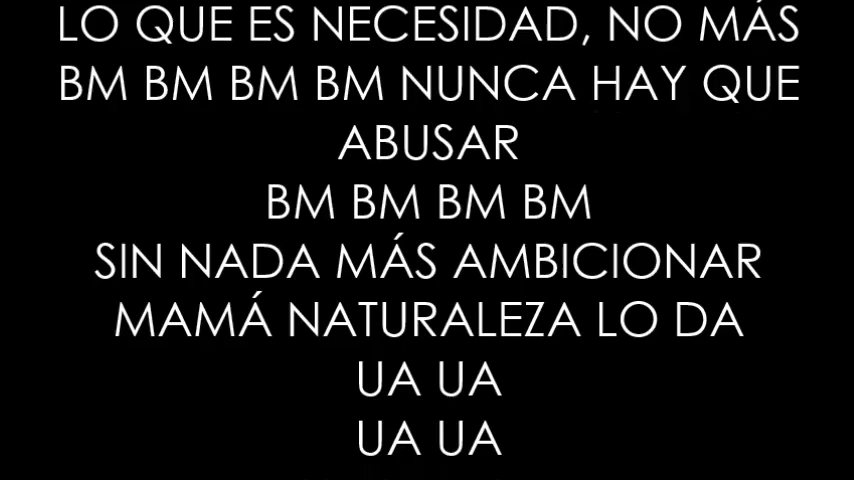 LO QUE ES NECESIDAD, NO MÁS
BM BM BM BM NUNCA HAY QUE
ABUSAR
BM BM BM BM
SIN NADA MÁS AMBICIONAR
MAMÁ NATURALEZA LO DA
UA UA
UA UA